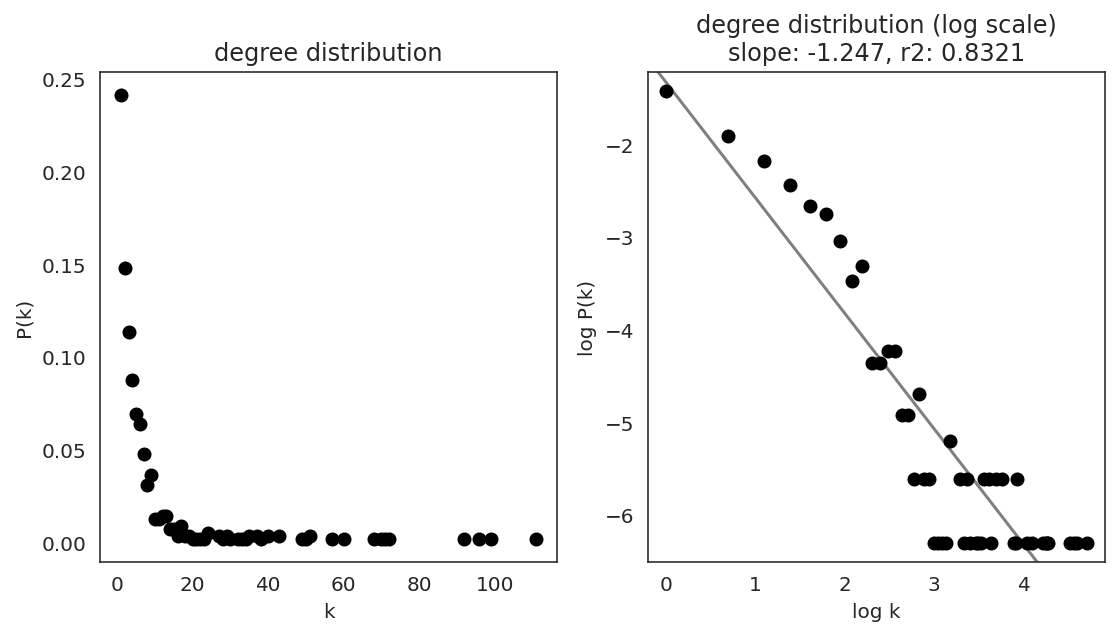 degree distribution
0.25
0.20
0.15
0.10
0.05
0.00
P(k)
0 20 40 60 80 100
k
degree distribution (log scale)
slope: -1.247, r2: 0.8321
−2
−3
−4
−5
−6
log P(k)
0 1 2 3 4
log k